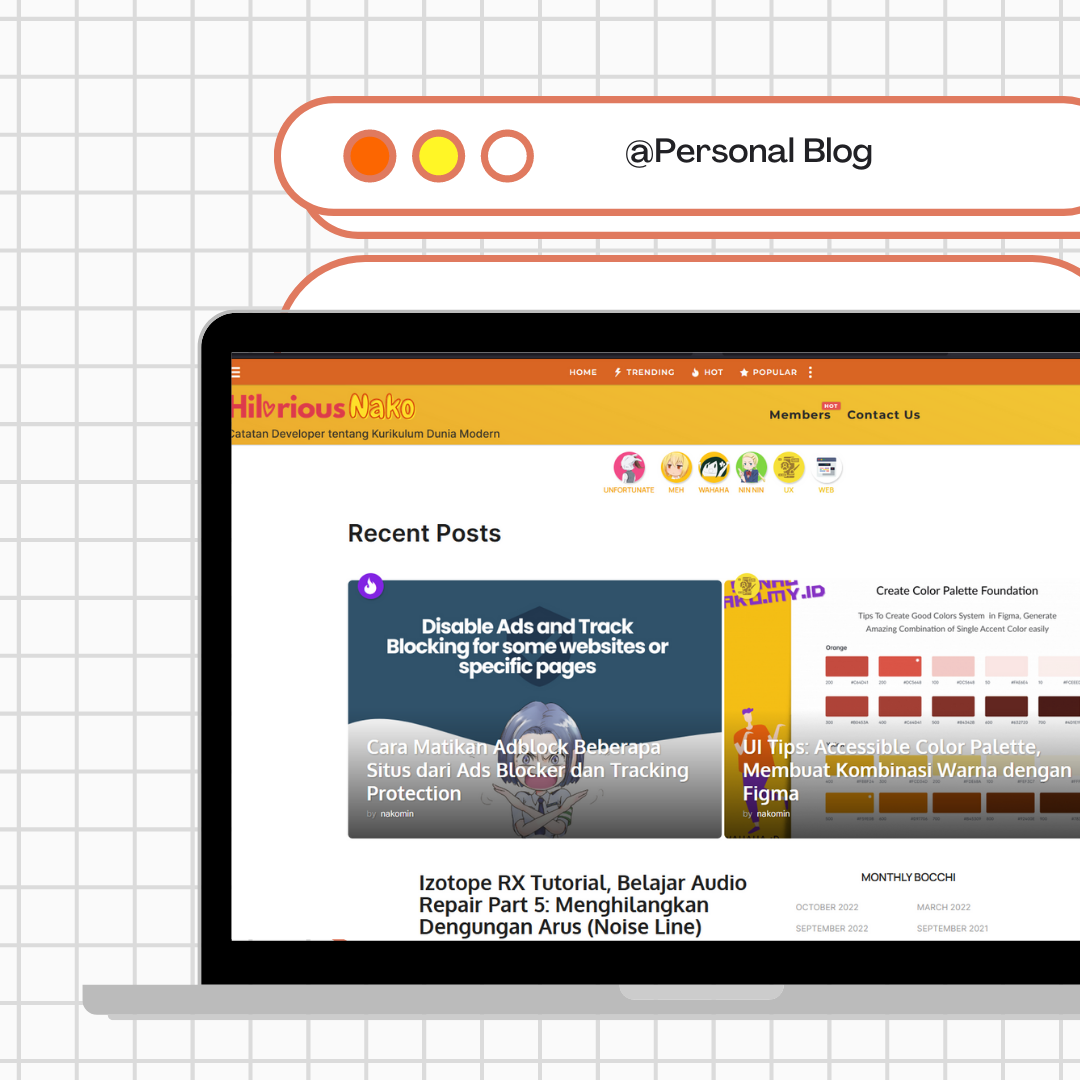 @Personal Blog
HOME TRENDING HOT POPULAR
Hilarious Nako
HOT
Members Contact Us
Catatan Developer tentang Kurikulum Dunia Modern
UNFORTUNATE MEH WAHAHA NIN NIN UX WEB
Recent Posts
Disable Ads and Track
Blocking for some websites or
specific pages
Cara Matikan Adblock Beberapa
Situs dari Ads Blocker dan Tracking
Protection
by nakomin
Create Color Palette Foundation
Tips To Create Good Colors System in Figma, Generate
Amazing Combination of Single Accent Color easily
Orange
UI Tips: Accessible Color Palette,
Membuat Kombinasi Warna dengan
Figma
by nakomin
Izotope RX Tutorial, Belajar Audio
Repair Part 5: Menghilangkan
Dengungan Arus (Noise Line)
MONTHLY BOCCHI
OCTOBER 2022 MARCH 2022
SEPTEMBER 2022 SEPTEMBER 2021